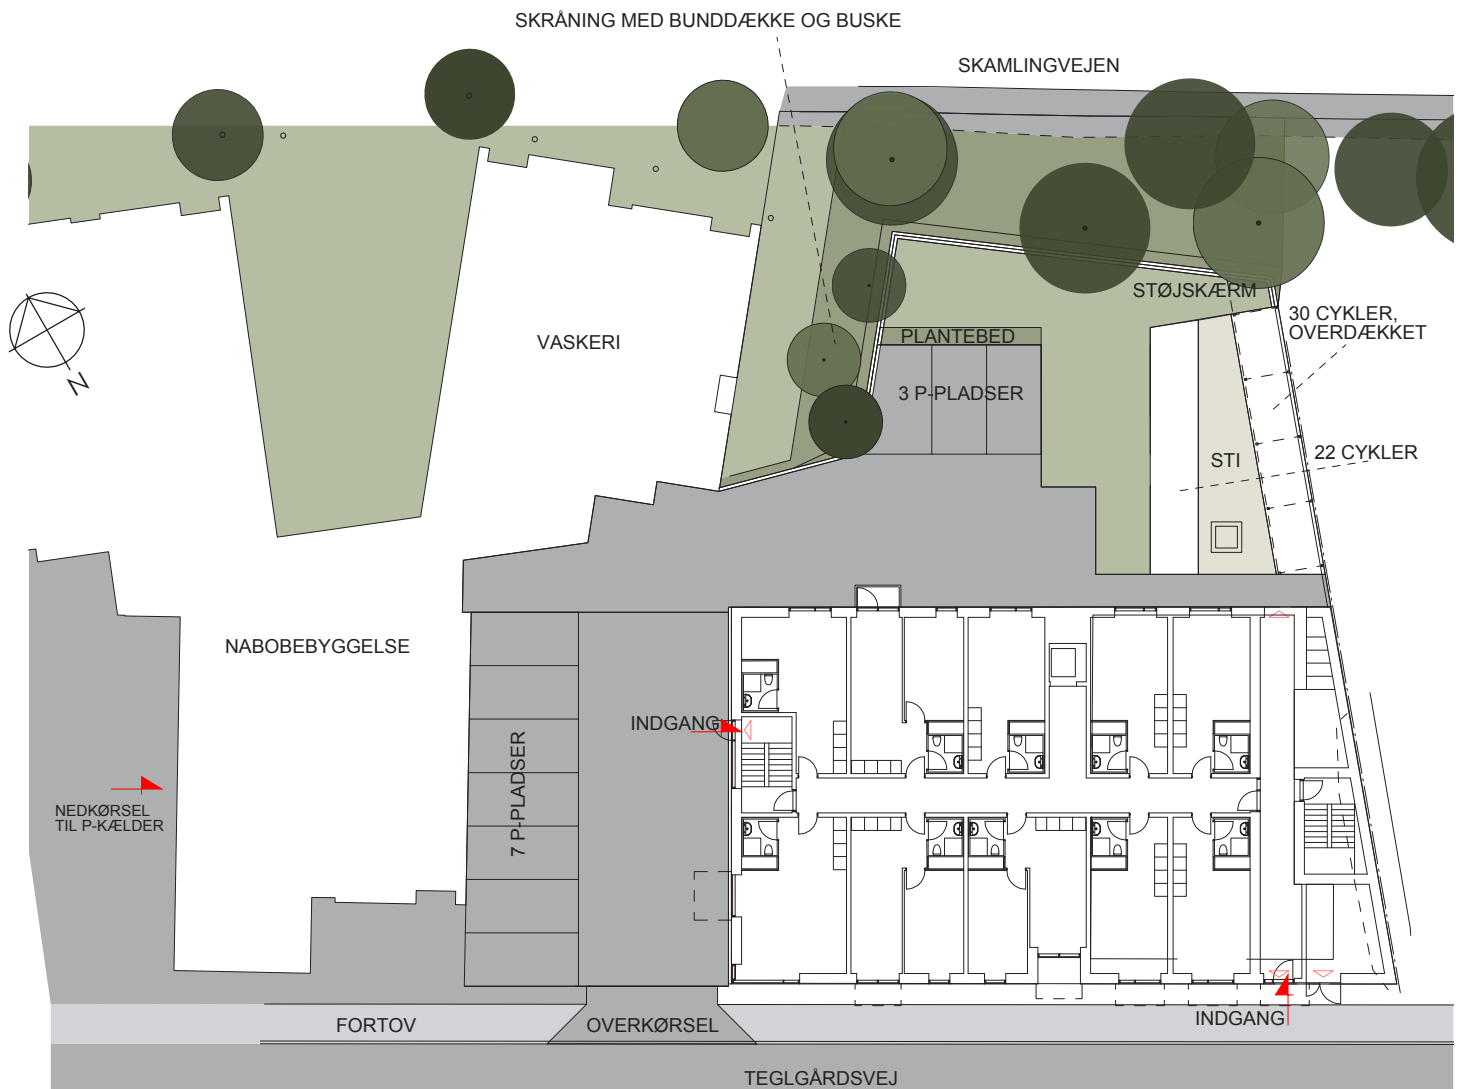 SKRÅNING MED BUNDDÆKKE OG BUSKE
SKAMLINGVEJEN
STØJSKÆRM
30 CYKLER,
OVERDÆKKET
VASKERI
PLANTEBED
3 P-PLADSER
N
STI
22 CYKLER
NABOBEBYGGELSE
INDGANG
7 P-PLADSER
NEDKØRSEL
TIL P-KÆLDER
INDGANG
FORTOV
OVERKØRSEL
TEGLGÅRDSVEJ